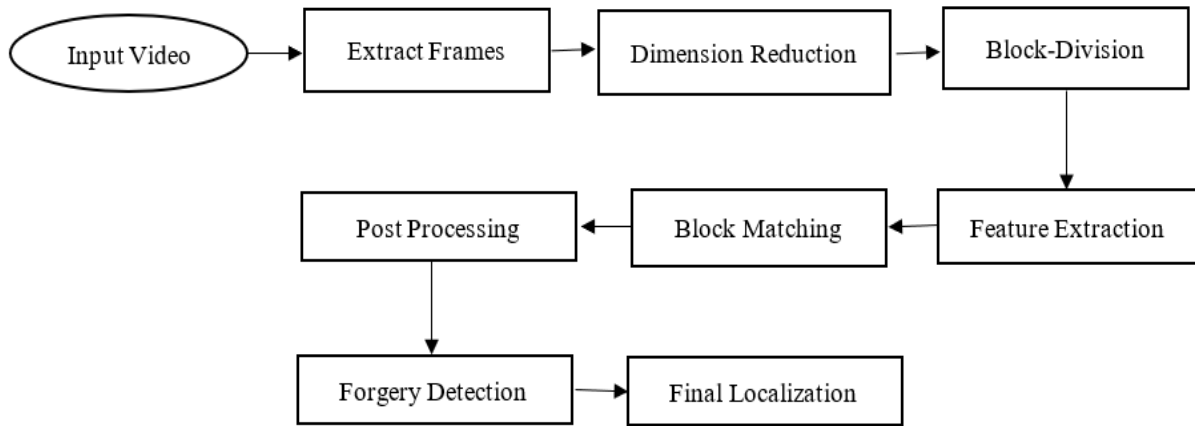 Input Video
Extract Frames
Dimension Reduction
Block-Division
Feature Extraction
Block Matching
Post Processing
Forgery Detection
Final Localization